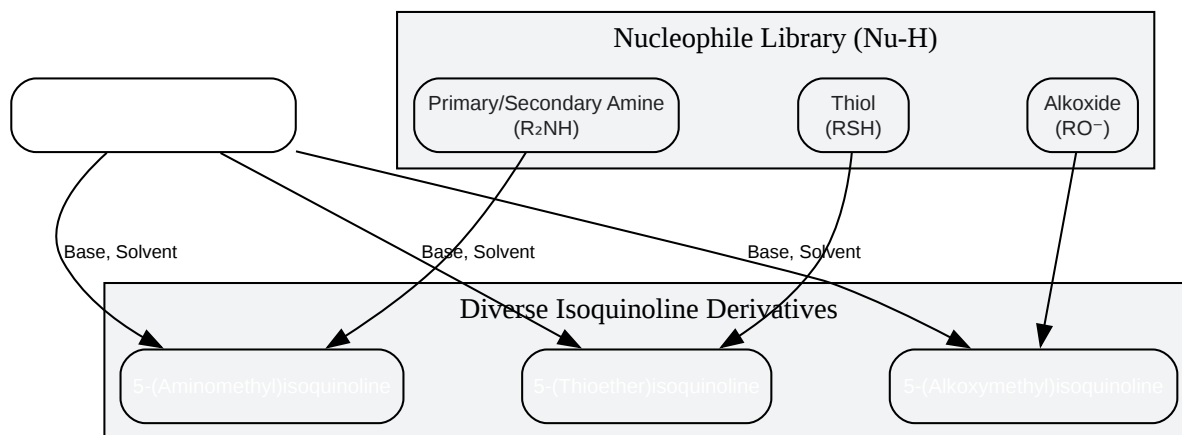 Nucleophile Library (Nu-H)
Primary/Secondary Amine
(R₂NH)
Thiol
(RSH)
Alkoxide
(RO⁻)
Base, Solvent
Base, Solvent
Base, Solvent
Diverse Isoquinoline Derivatives
5-(Aminomethyl)isoquinoline
5-(Thioether)isoquinoline
5-(Alkoxymethyl)isoquinoline